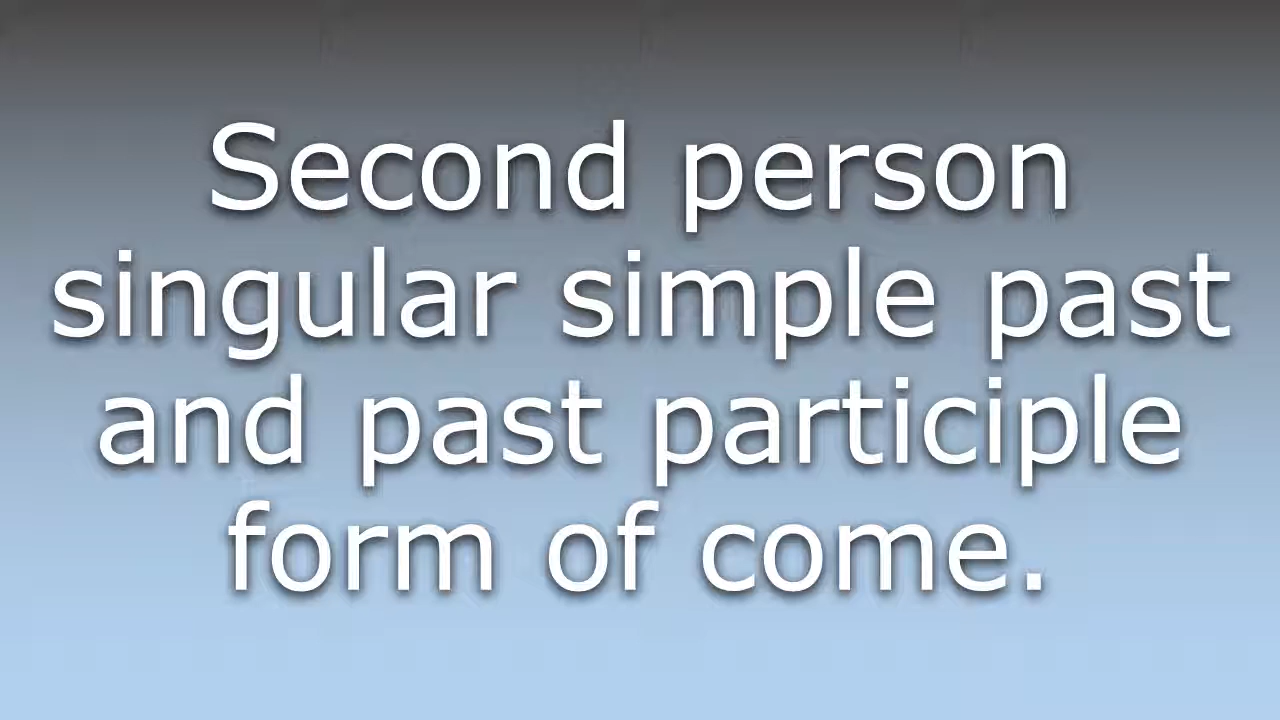 Second person
singular simple past
and past participle
form of come.